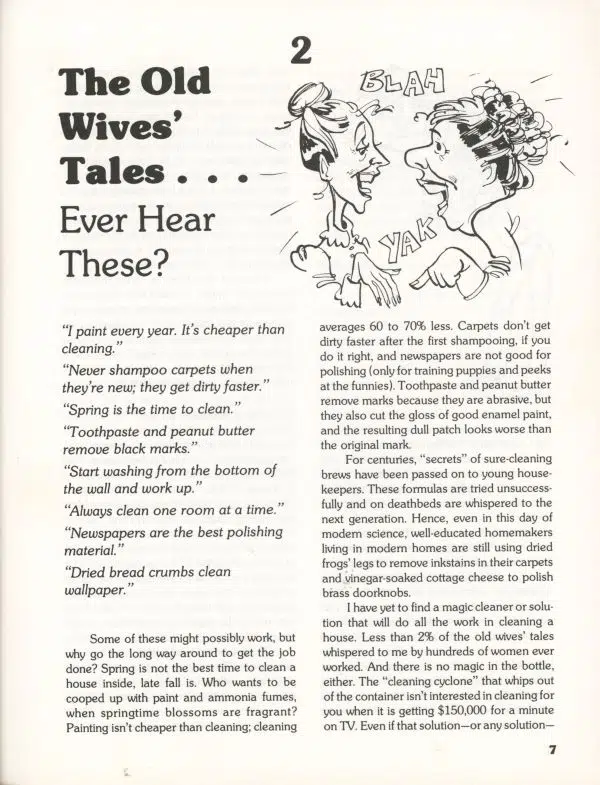 2
The Old
Wives'
Tales . . .
Ever Hear
These?
BLAH
YAK
"I paint every year. It's cheaper than
cleaning."
"Never shampoo carpets when
they're new; they get dirty faster."
"Spring is the time to clean."
"Toothpaste and peanut butter
remove black marks."
"Start washing from the bottom of
the wall and work up."
"Always clean one room at a time."
"Newspapers are the best polishing
material."
"Dried bread crumbs clean
wallpaper."
Some of these might possibly work, but
why go the long way around to get the job
done? Spring is not the best time to clean a
house inside, late fall is. Who wants to be
cooped up with paint and ammonia fumes,
when springtime blossoms are fragrant?
Painting isn't cheaper than cleaning; cleaning
averages 60 to 70% less. Carpets don't get
dirty faster after the first shampooing, if you
do it right, and newspapers are not good for
polishing (only for training puppies and peeks
at the funnies). Toothpaste and peanut butter
remove marks because they are abrasive, but
they also cut the gloss of good enamel paint,
and the resulting dull patch looks worse than
the original mark.
For centuries, "secrets" of sure-cleaning
brews have been passed on to young house-
keepers. These formulas are tried unsuccess-
fully and on deathbeds are whispered to the
next generation. Hence, even in this day of
modern science, well-educated homemakers
living in modern homes are still using dried
frogs' legs to remove inkstains in their carpets
and vinegar-soaked cottage cheese to polish
brass doorknobs.
I have yet to find a magic cleaner or solu-
tion that will do all the work in cleaning a
house. Less than 2% of the old wives' tales
whispered to me by hundreds of women ever
worked. And there is no magic in the bottle,
either. The "cleaning cyclone" that whips out
of the container isn't interested in cleaning for
you when it is getting $150,000 for a minute
on TV. Even if that solution—or any solution—
7